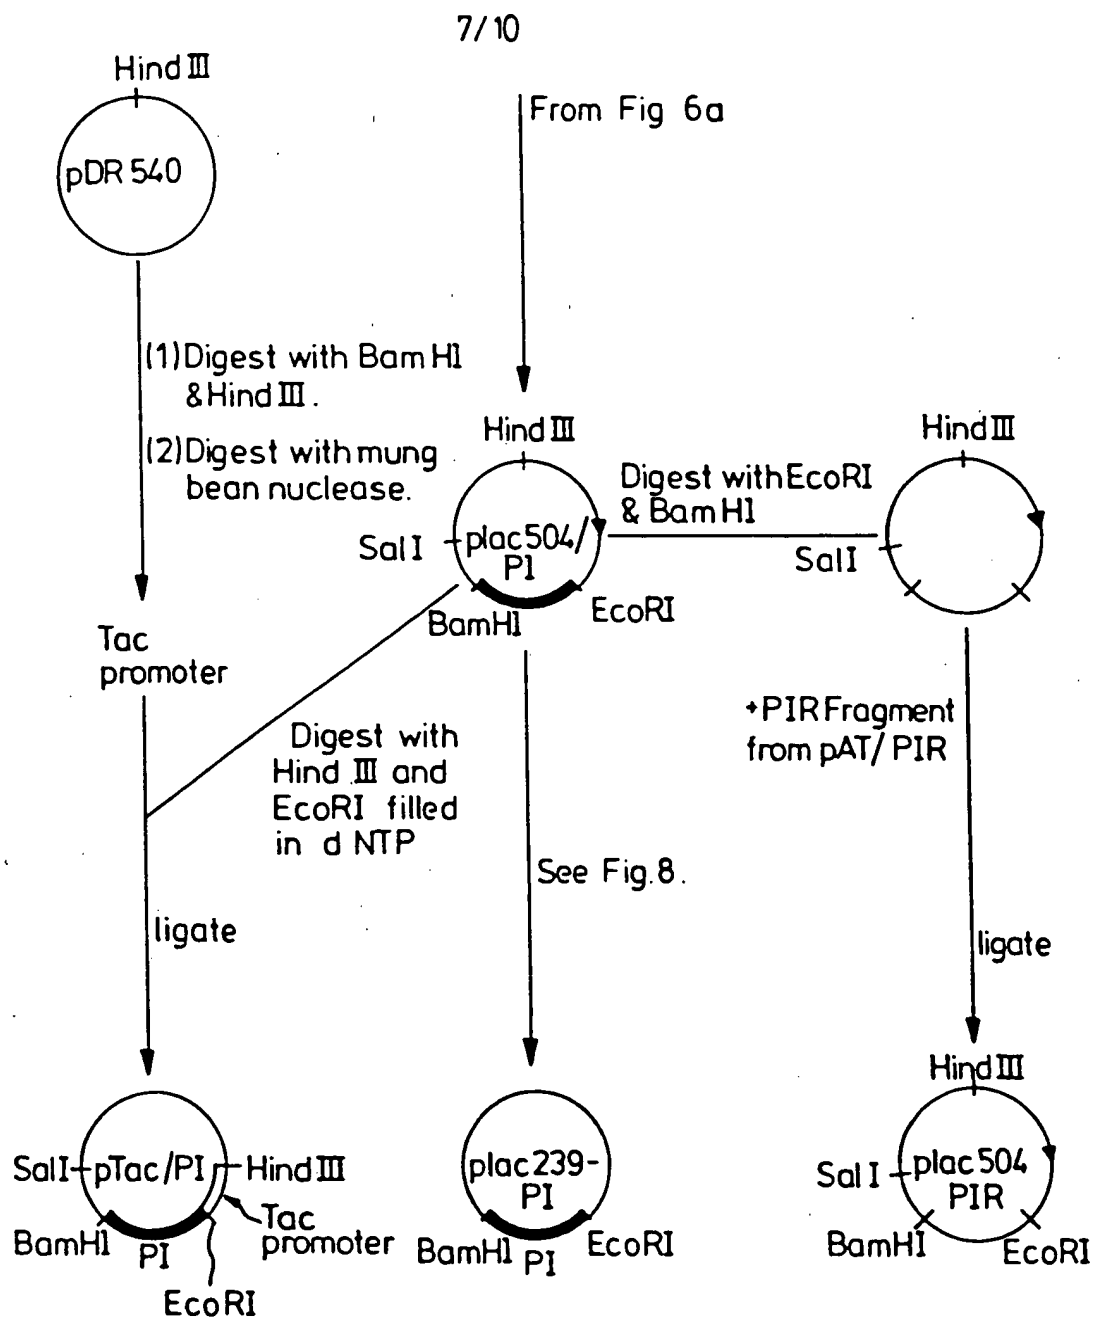 7/10
Hind III
pDR 540
From Fig 6a
(1) Digest with Bam H1
& Hind III.
(2) Digest with mung
bean nuclease.
Tac
promoter
Hind III
Sal I
plac504/
PI
BamH1
EcoRI
Digest with EcoRI
& Bam H1
Hind III
Sal I
Digest with
Hind III and
EcoRI filled
in d NTP
+PIR Fragment
from pAT/PIR
See Fig.8.
ligate
ligate
Sal I
pTac/PI
Hind III
Tac
promoter
BamH1
PI
EcoRI
plac239-
PI
BamH1
PI
EcoRI
Hind III
Sal I
plac504
PIR
BamH1
EcoRI